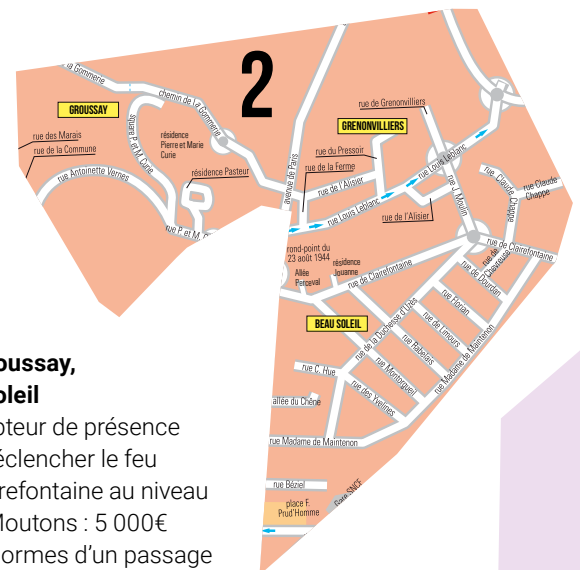 2
la Gommerie
chemin de La Gommerie
GROUSSAY
rue des Marais
rue de la Commune
square P. et M. Curie
résidence
Pierre et Marie
Curie
résidence Pasteur
rue Antoinette Vernes
rue P. et M. C
avenue de Paris
rue de Grenonvilliers
GRENONVILLIERS
rue du Pressoir
rue de la Ferme
rue de l'Alisier
rue Louis Leblanc
rue Louis Leblanc
rue J. Moulin
rue Claude Chappe
rue Claude
Chappe
rue de l'Alisier
rond-point du
23 août 1944
Allée
Perceval
résidence
Jouanne
rue de Clairefontaine
rue de Clairefontaine
rue de
Chevreuse
rue de Dourdan
BEAU SOLEIL
rue de la Duchesse d'Uzès
rue Florian
rue de Limours
rue Rabelais
rue Montorgueil
rue des Yvelines
rue Madame de Maintenon
rue C. Hue
allée du Chêne
rue Madame de Maintenon
rue Béziel
place F.
Prud'Homme
Gare SNCF
oussay,
oleil
pteur de présence
éclencher le feu
irefontaine au niveau
Moutons : 5 000€
normes d'un passage